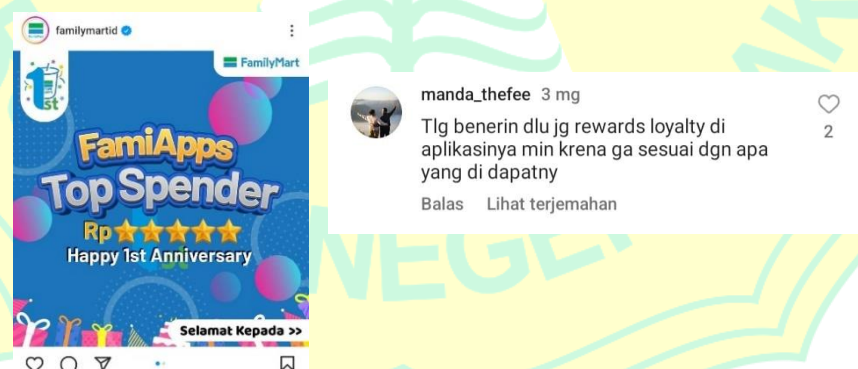 familymartid
FamilyMart
1st
FamiApps
Top Spender
Rp
Happy 1st Anniversary
Selamat Kepada >>
manda_thefee 3 mg
Tlg benerin dlu jg rewards loyalty di
aplikasinya min krena ga sesuai dgn apa
yang di dapatny
2
Balas Lihat terjemahan
NEGERI